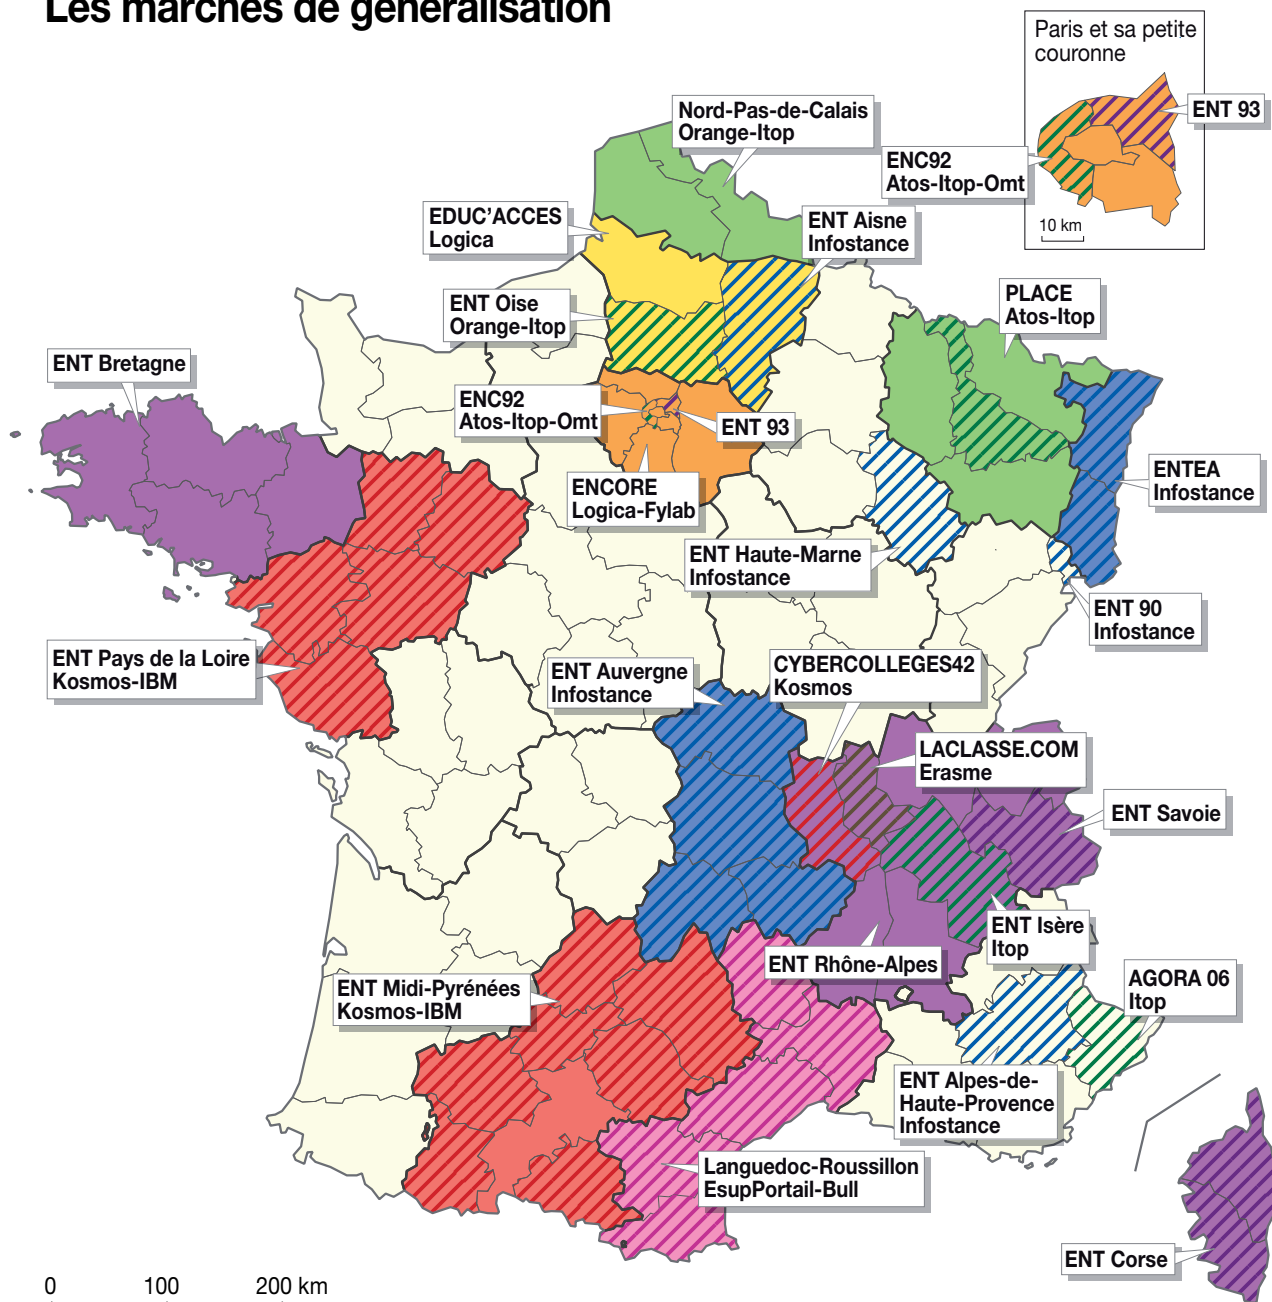 Les marchés de généralisation
Paris et sa petite
couronne
ENT 93
ENC92
Atos-Itop-Omt
10 km
Nord-Pas-de-Calais
Orange-Itop
EDUC'ACCES
Logica
ENT Aisne
Infostance
ENT Oise
Orange-Itop
PLACE
Atos-Itop
ENT Bretagne
ENC92
Atos-Itop-Omt
ENT 93
ENCORE
Logica-Fylab
ENTEA
Infostance
ENT Haute-Marne
Infostance
ENT 90
Infostance
ENT Pays de la Loire
Kosmos-IBM
ENT Auvergne
Infostance
CYBERCOLLEGES42
Kosmos
LACLASSE.COM
Erasme
ENT Savoie
ENT Isère
Itop
ENT Rhône-Alpes
ENT Midi-Pyrénées
Kosmos-IBM
AGORA 06
Itop
ENT Alpes-de-
Haute-Provence
Infostance
Languedoc-Roussillon
EsupPortail-Bull
ENT Corse
0 100 200 km